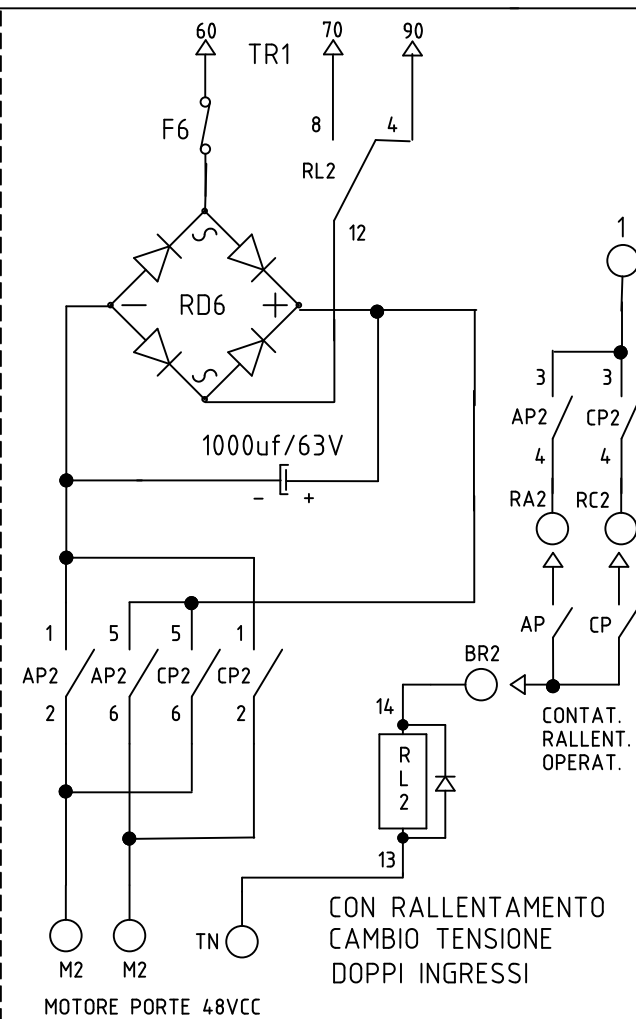 60 70 90
TR1
F6
8 4
RL2
12
1
RD6
− +
S
S
1000uf/63V
- +
3 3
AP2 CP2
4 4
RA2 RC2
AP CP
1 5 5 1
AP2 AP2 CP2 CP2
2 6 6 2
BR2
CONTAT.
RALLENT.
OPERAT.
14
R
L
2
13
TN
M2 M2
MOTORE PORTE 48VCC
CON RALLENTAMENTO
CAMBIO TENSIONE
DOPPI INGRESSI